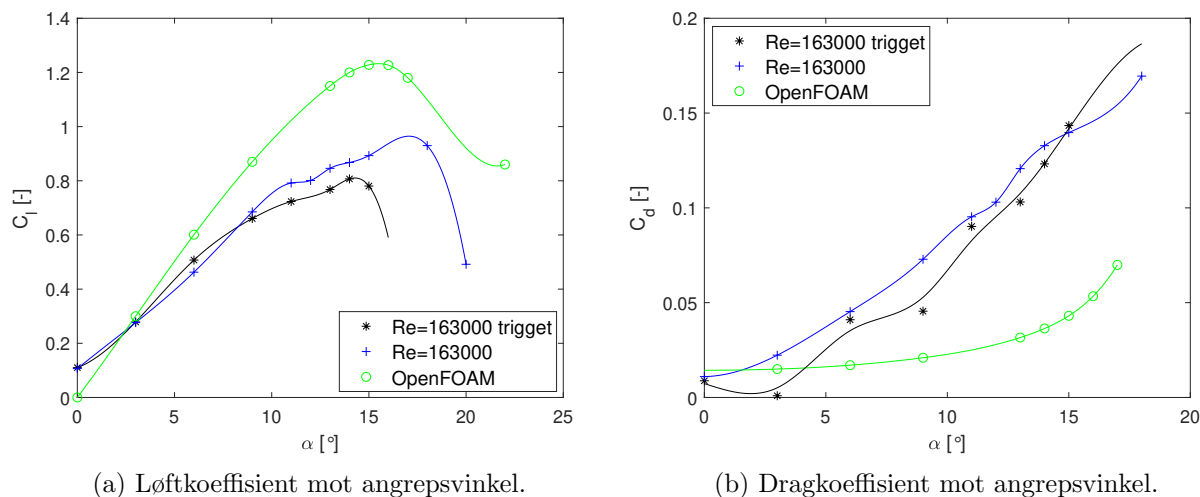 1.4
1.2
1
0.8
0.6
0.4
0.2
0
C_l [-]
0
5
10
15
20
25
α [°]
Re=163000 trigget
Re=163000
OpenFOAM
(a) Løftkoeffisient mot angrepsvinkel.
0.2
0.15
0.1
0.05
0
C_d [-]
0
5
10
15
20
α [°]
Re=163000 trigget
Re=163000
OpenFOAM
(b) Dragkoeffisient mot angrepsvinkel.